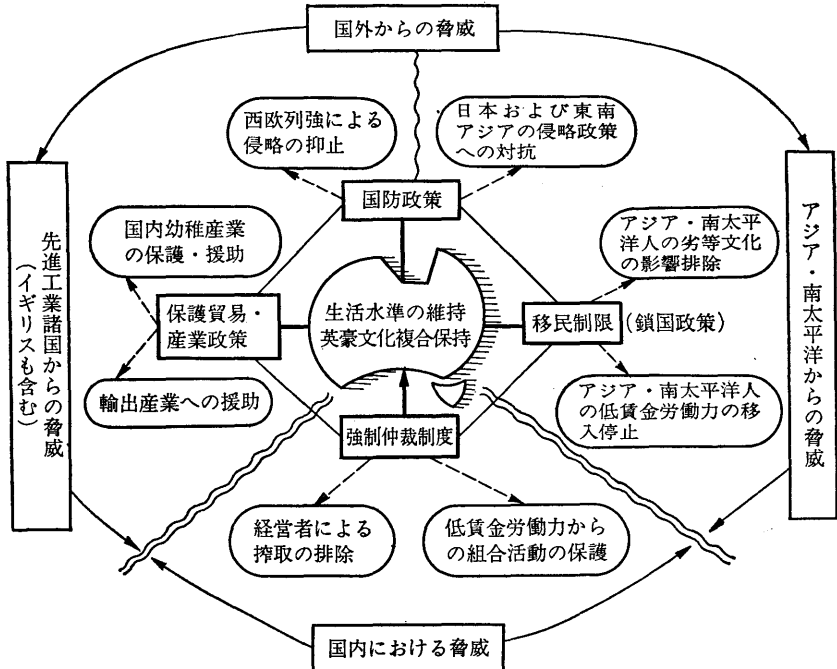 国外からの脅威
西欧列強による
侵略の抑止
日本および東南
アジアの侵略政策
への対抗
国防政策
先進工業諸国からの脅威
(イギリスも含む)
国内幼稚産業
の保護・援助
保護貿易・
産業政策
輸出産業への援助
生活水準の維持
英豪文化複合保持
アジア・南太平
洋人の劣等文化
の影響排除
移民制限
(鎖国政策)
アジア・南太平洋人
の低賃金労働力の移
入停止
アジア・南太平洋からの脅威
強制仲裁制度
経営者による
搾取の排除
低賃金労働力から
の組合活動の保護
国内における脅威